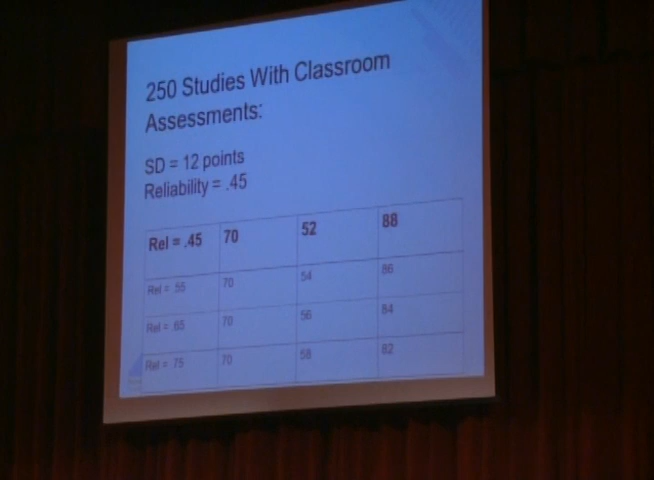 250 Studies With Classroom
Assessments:
SD = 12 points
Reliability = .45
Rel = .45 70 52 88
Rel = .55 70 54 86
Rel = .65 70 56 84
Rel = .75 70 58 82